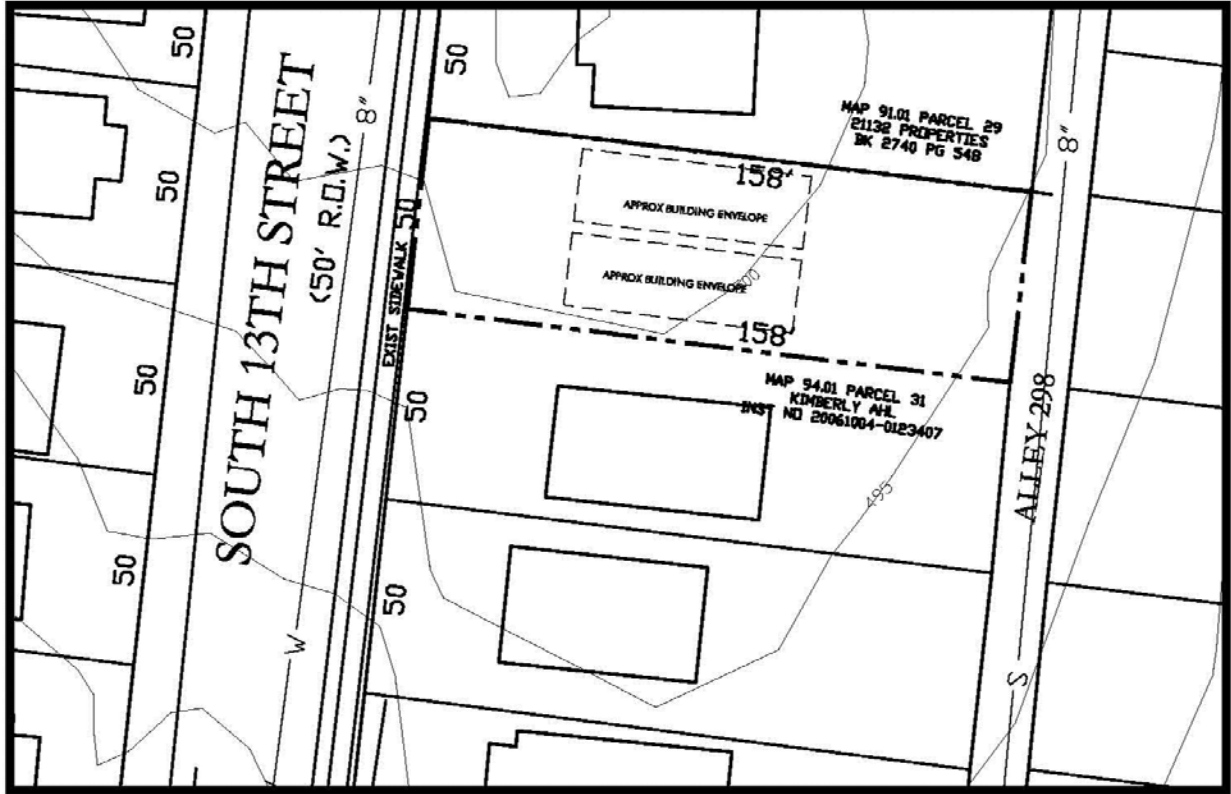 50
50
50
50
SOUTH 13TH STREET
(50' R.O.W.)
8"
W
50
EXIST SIDEWALK
50
50
50
MAP 91.01 PARCEL 29
21132 PROPERTIES
BK 2740 PG 548
158'
APPROX BUILDING ENVELOPE
APPROX BUILDING ENVELOPE
158'
MAP 94.01 PARCEL 31
KIMBERLY AHL
INST NO 20061004-0123407
495
8"
ALLEY 298
S